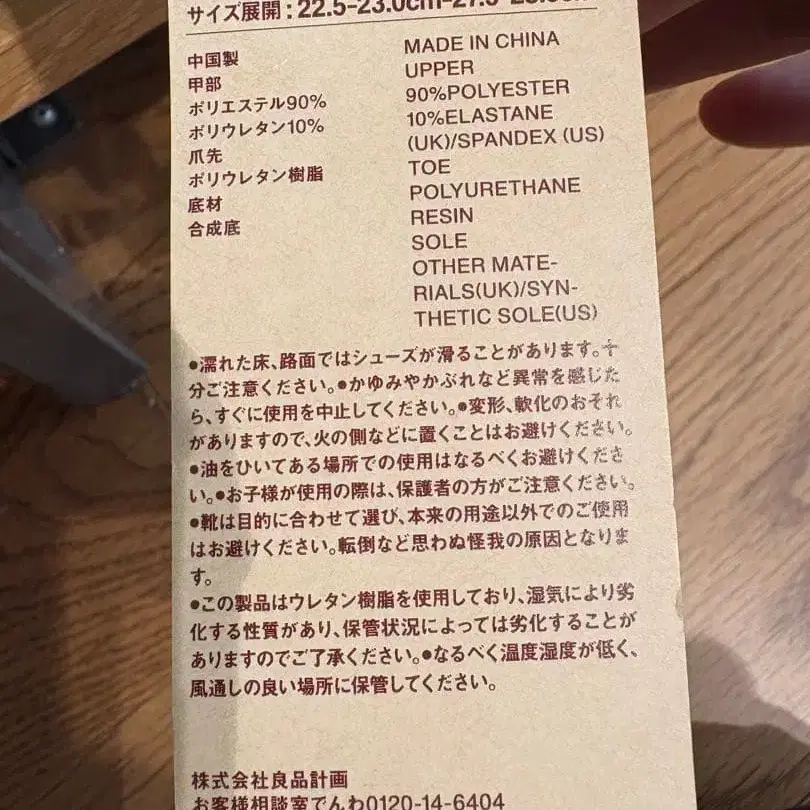 サイズ展開：22.5-23.0cm-27.5
中国製
甲部
ポリエステル90%
ポリウレタン10%
爪先
ポリウレタン樹脂
底材
合成底
MADE IN CHINA
UPPER
90%POLYESTER
10%ELASTANE
(UK)/SPANDEX (US)
TOE
POLYURETHANE
RESIN
SOLE
OTHER MATE-
RIALS(UK)/SYN-
THETIC SOLE(US)
●濡れた床、路面ではシューズが滑ることがあります。十
分ご注意ください。●かゆみやかぶれなど異常を感じた
ら、すぐに使用を中止してください。●変形、軟化のおそれ
がありますので、火の側などに置くことはお避けください。
●油をひいてある場所での使用はなるべくお避けくださ
い。●お子様が使用の際は、保護者の方がご注意ください。
●靴は目的に合わせて選び、本来の用途以外でのご使用
はお避けください。転倒など思わぬ怪我の原因となりま
す。
●この製品はウレタン樹脂を使用しており、湿気により劣
化する性質があり、保管状況によっては劣化することが
ありますのでご了承ください。●なるべく温度湿度が低く、
風通しの良い場所に保管してください。
株式会社良品計画
お客様相談室でんわ0120-14-6404